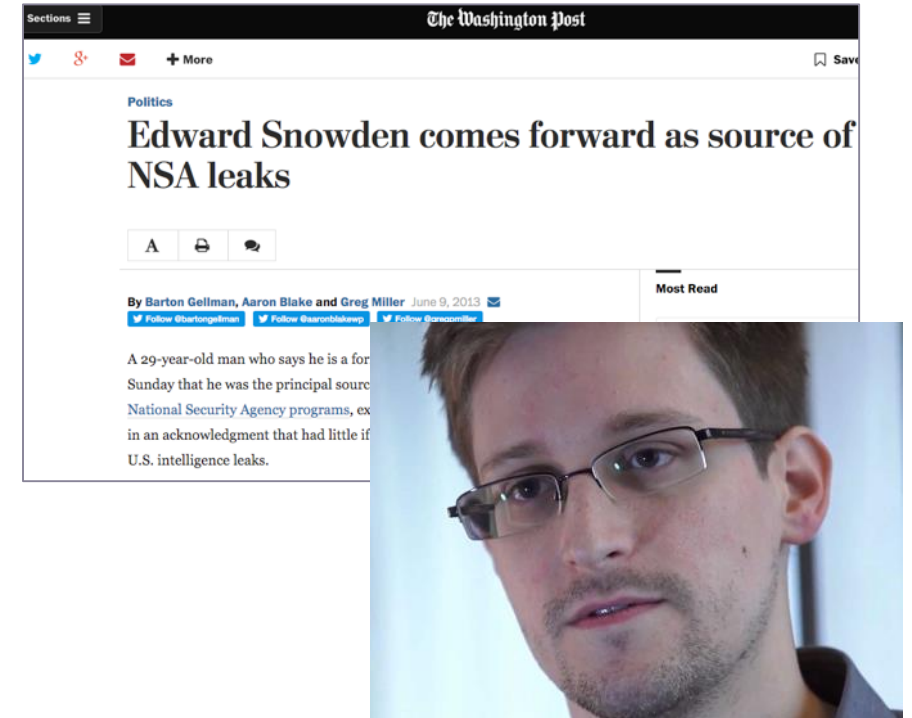 Sections
The Washington Post
8+
+ More
Save
Politics
Edward Snowden comes forward as source of
NSA leaks
A
By Barton Gellman, Aaron Blake and Greg Miller June 9, 2013
Follow @bartongellman Follow @aaronblakewp Follow @gregpmiller
Most Read
A 29-year-old man who says he is a for
Sunday that he was the principal sourc
National Security Agency programs, ex
in an acknowledgment that had little if
U.S. intelligence leaks.